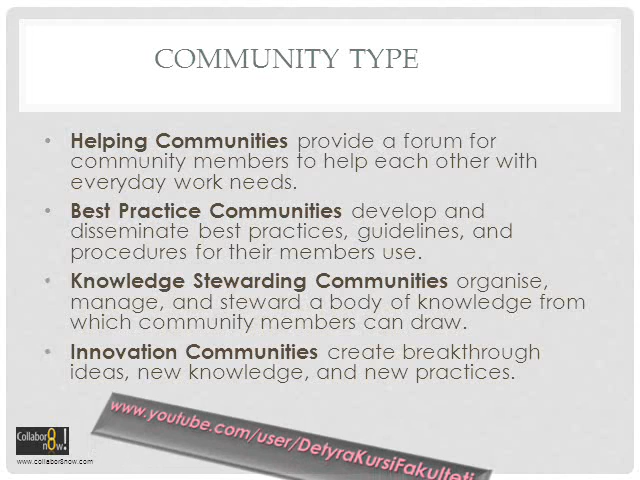 COMMUNITY TYPE
• Helping Communities provide a forum for
community members to help each other with
everyday work needs.
• Best Practice Communities develop and
disseminate best practices, guidelines, and
procedures for their members use.
• Knowledge Stewarding Communities organise,
manage, and steward a body of knowledge from
which community members can draw.
• Innovation Communities create breakthrough
ideas, new knowledge, and new practices.
www.youtube.com/user/DetyraKursiFakulteti
Collabor
8
now!
www.collabor8now.com